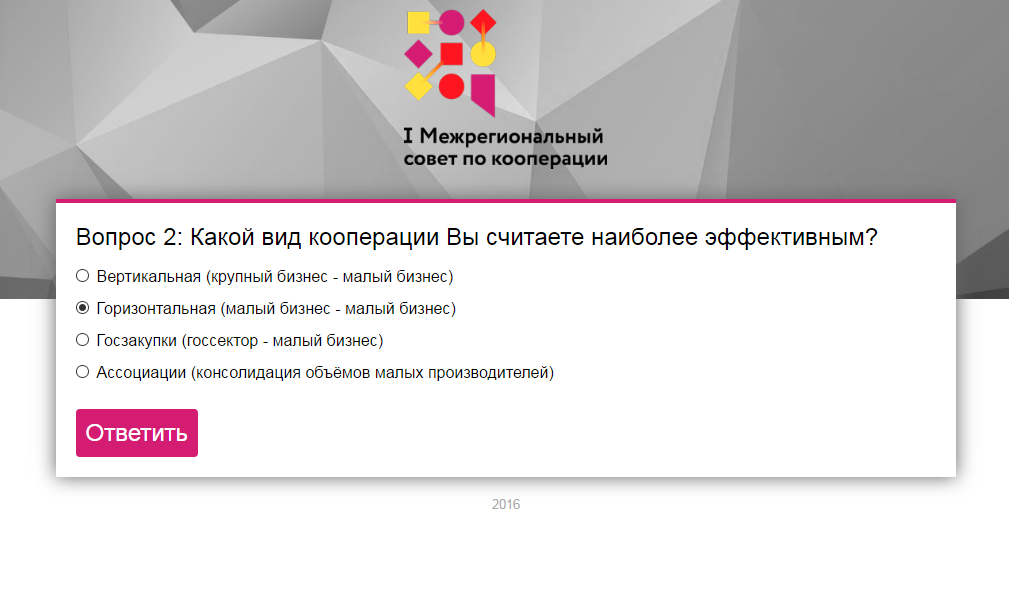 I Межрегиональный
совет по кооперации
Вопрос 2: Какой вид кооперации Вы считаете наиболее эффективным?
Вертикальная (крупный бизнес - малый бизнес)
Горизонтальная (малый бизнес - малый бизнес)
Госзакупки (госсектор - малый бизнес)
Ассоциации (консолидация объёмов малых производителей)
Ответить
2016